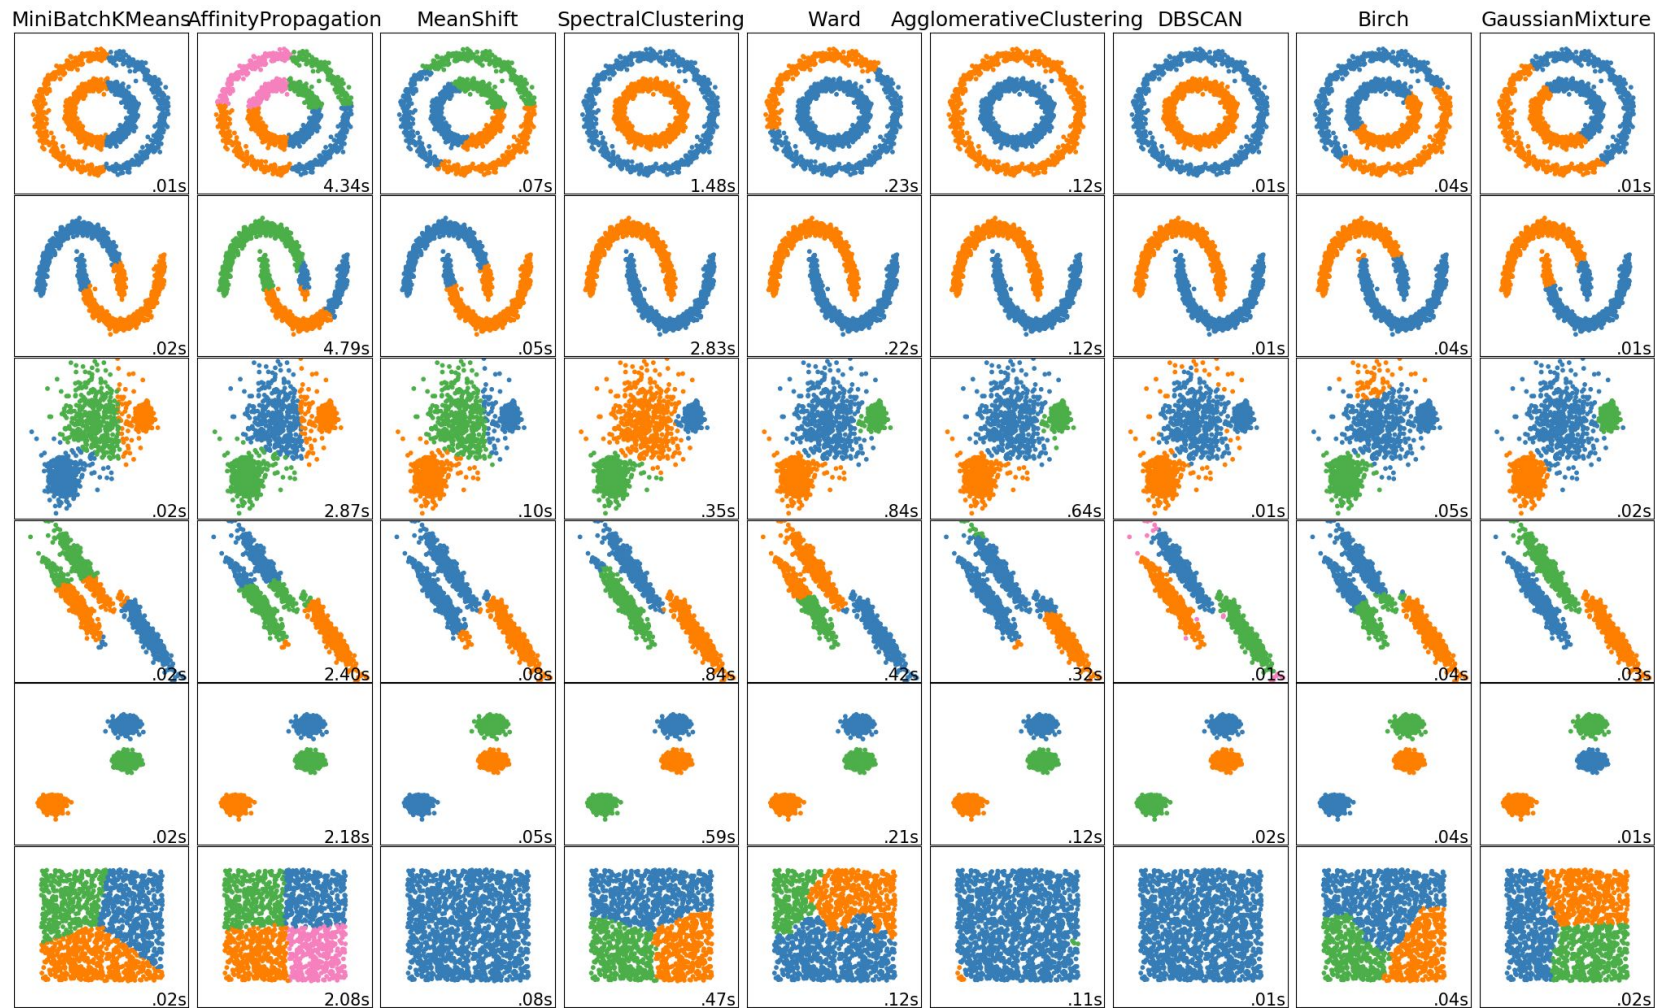 MiniBatchKMeans AffinityPropagation MeanShift SpectralClustering Ward AgglomerativeClustering DBSCAN Birch GaussianMixture
.01s 4.34s .07s 1.48s .23s .12s .01s .04s .01s
.02s 4.79s .05s 2.83s .22s .12s .01s .04s .01s
.02s 2.87s .10s .35s .84s .64s .01s .05s .02s
.02s 2.40s .08s .84s .42s .32s .01s .04s .03s
.02s 2.18s .05s .59s .21s .12s .02s .04s .01s
.02s 2.08s .08s .47s .12s .11s .01s .04s .02s